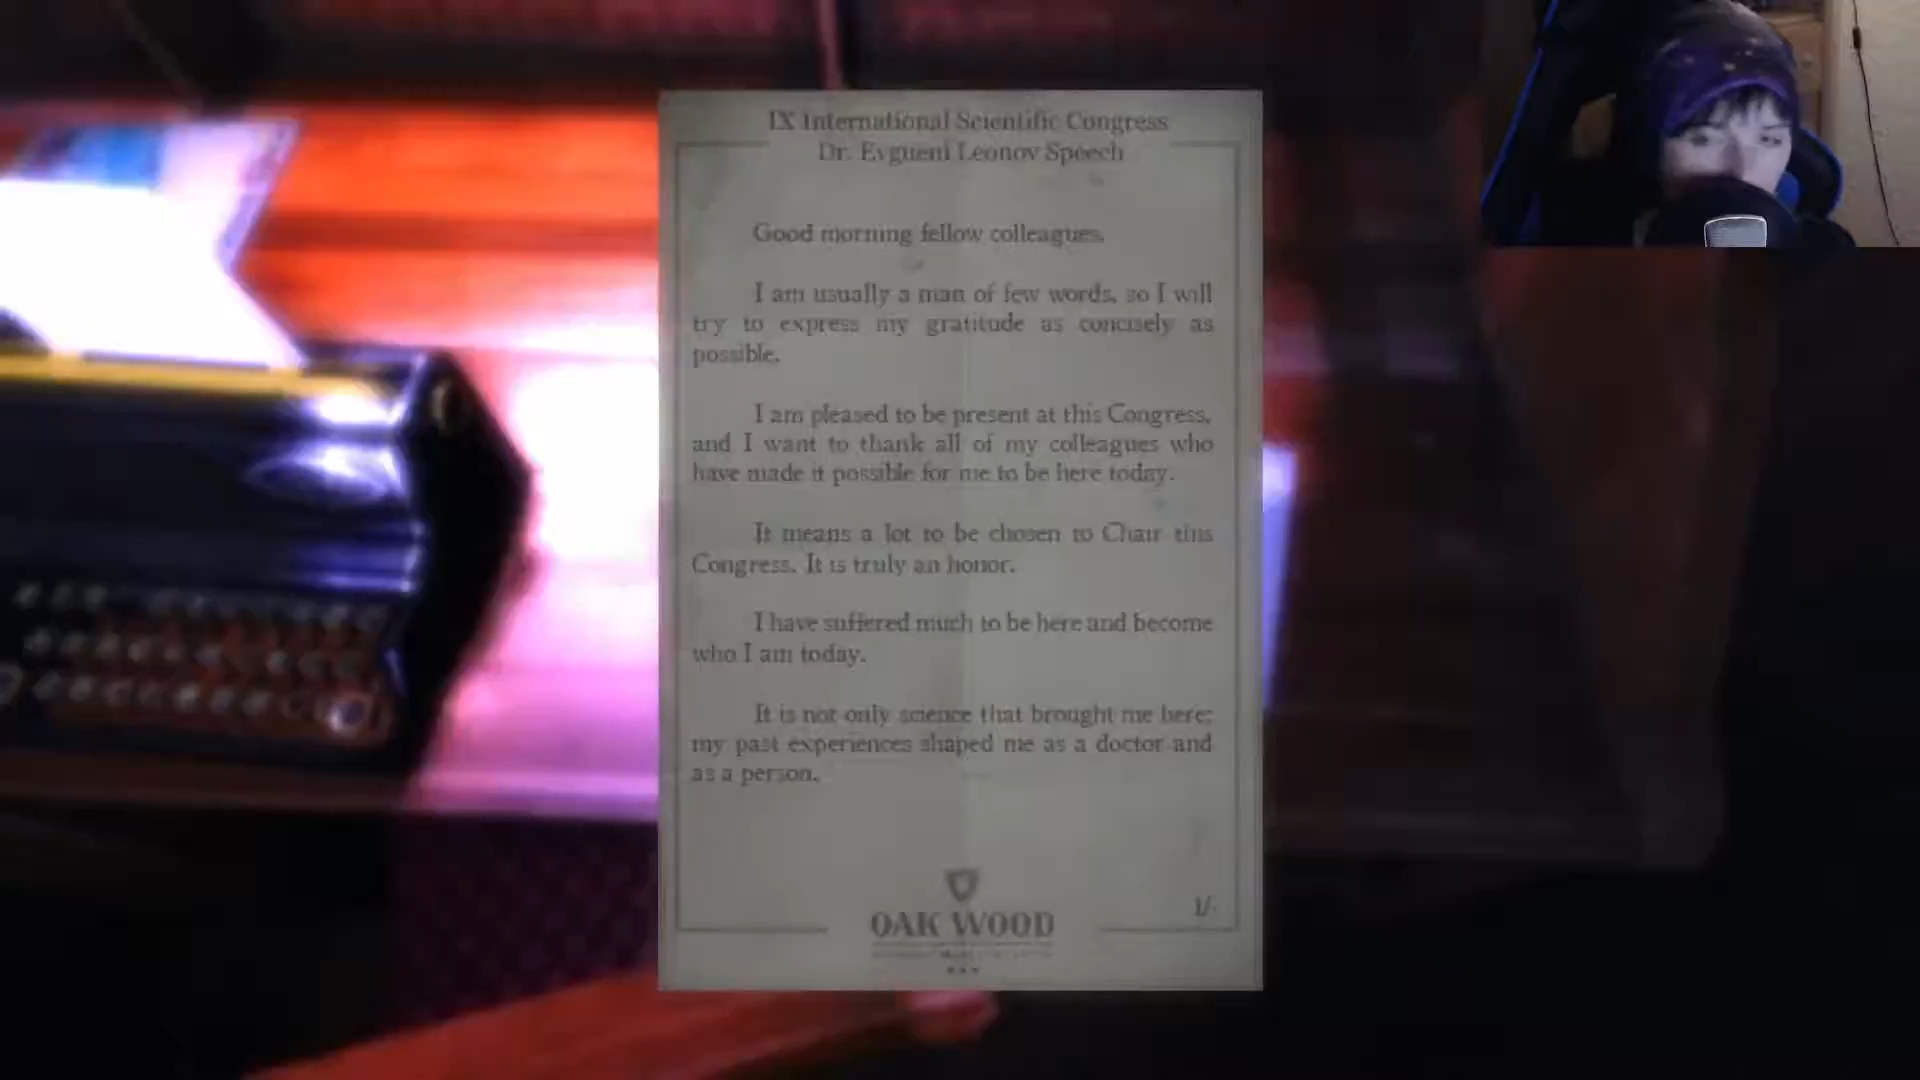 IX International Scientific Congress
Dr. Evgueni Leonov Speech
Good morning fellow colleagues.
I am usually a man of few words, so I will
try to express my gratitude as concisely as
possible.
I am pleased to be present at this Congress,
and I want to thank all of my colleagues who
have made it possible for me to be here today.
It means a lot to be chosen to Chair this
Congress. It is truly an honor.
I have suffered much to be here and become
who I am today.
It is not only science that brought me here;
my past experiences shaped me as a doctor and
as a person.
1/-
OAK WOOD